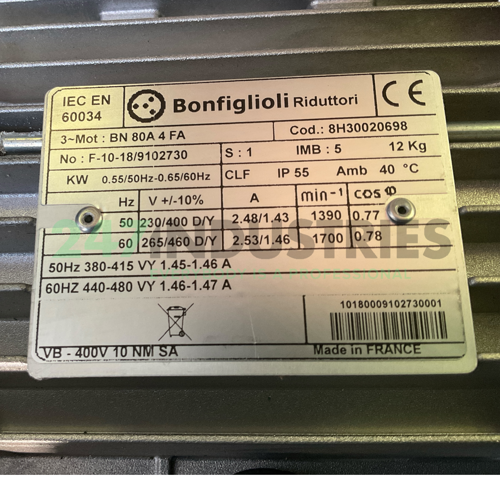 IEC EN
60034
Bonfiglioli Riduttori
CE
3~Mot : BN 80A 4 FA
Cod.: 8H30020698
No : F-10-18/9102730
S : 1
IMB : 5
12 Kg
KW 0.55/50Hz-0.65/60Hz
CLF IP 55 Amb 40 °C
Hz V +/-10% A min-1 cos φ
50 230/400 D/Y 2.48/1.43 1390 0.77
60 265/460 D/Y 2.53/1.46 1700 0.78
247 INDUSTRIES
50Hz 380-415 VY 1.45-1.46 A
60HZ 440-480 VY 1.46-1.47 A
10180009102730001
VB - 400V 10 NM SA
Made in FRANCE